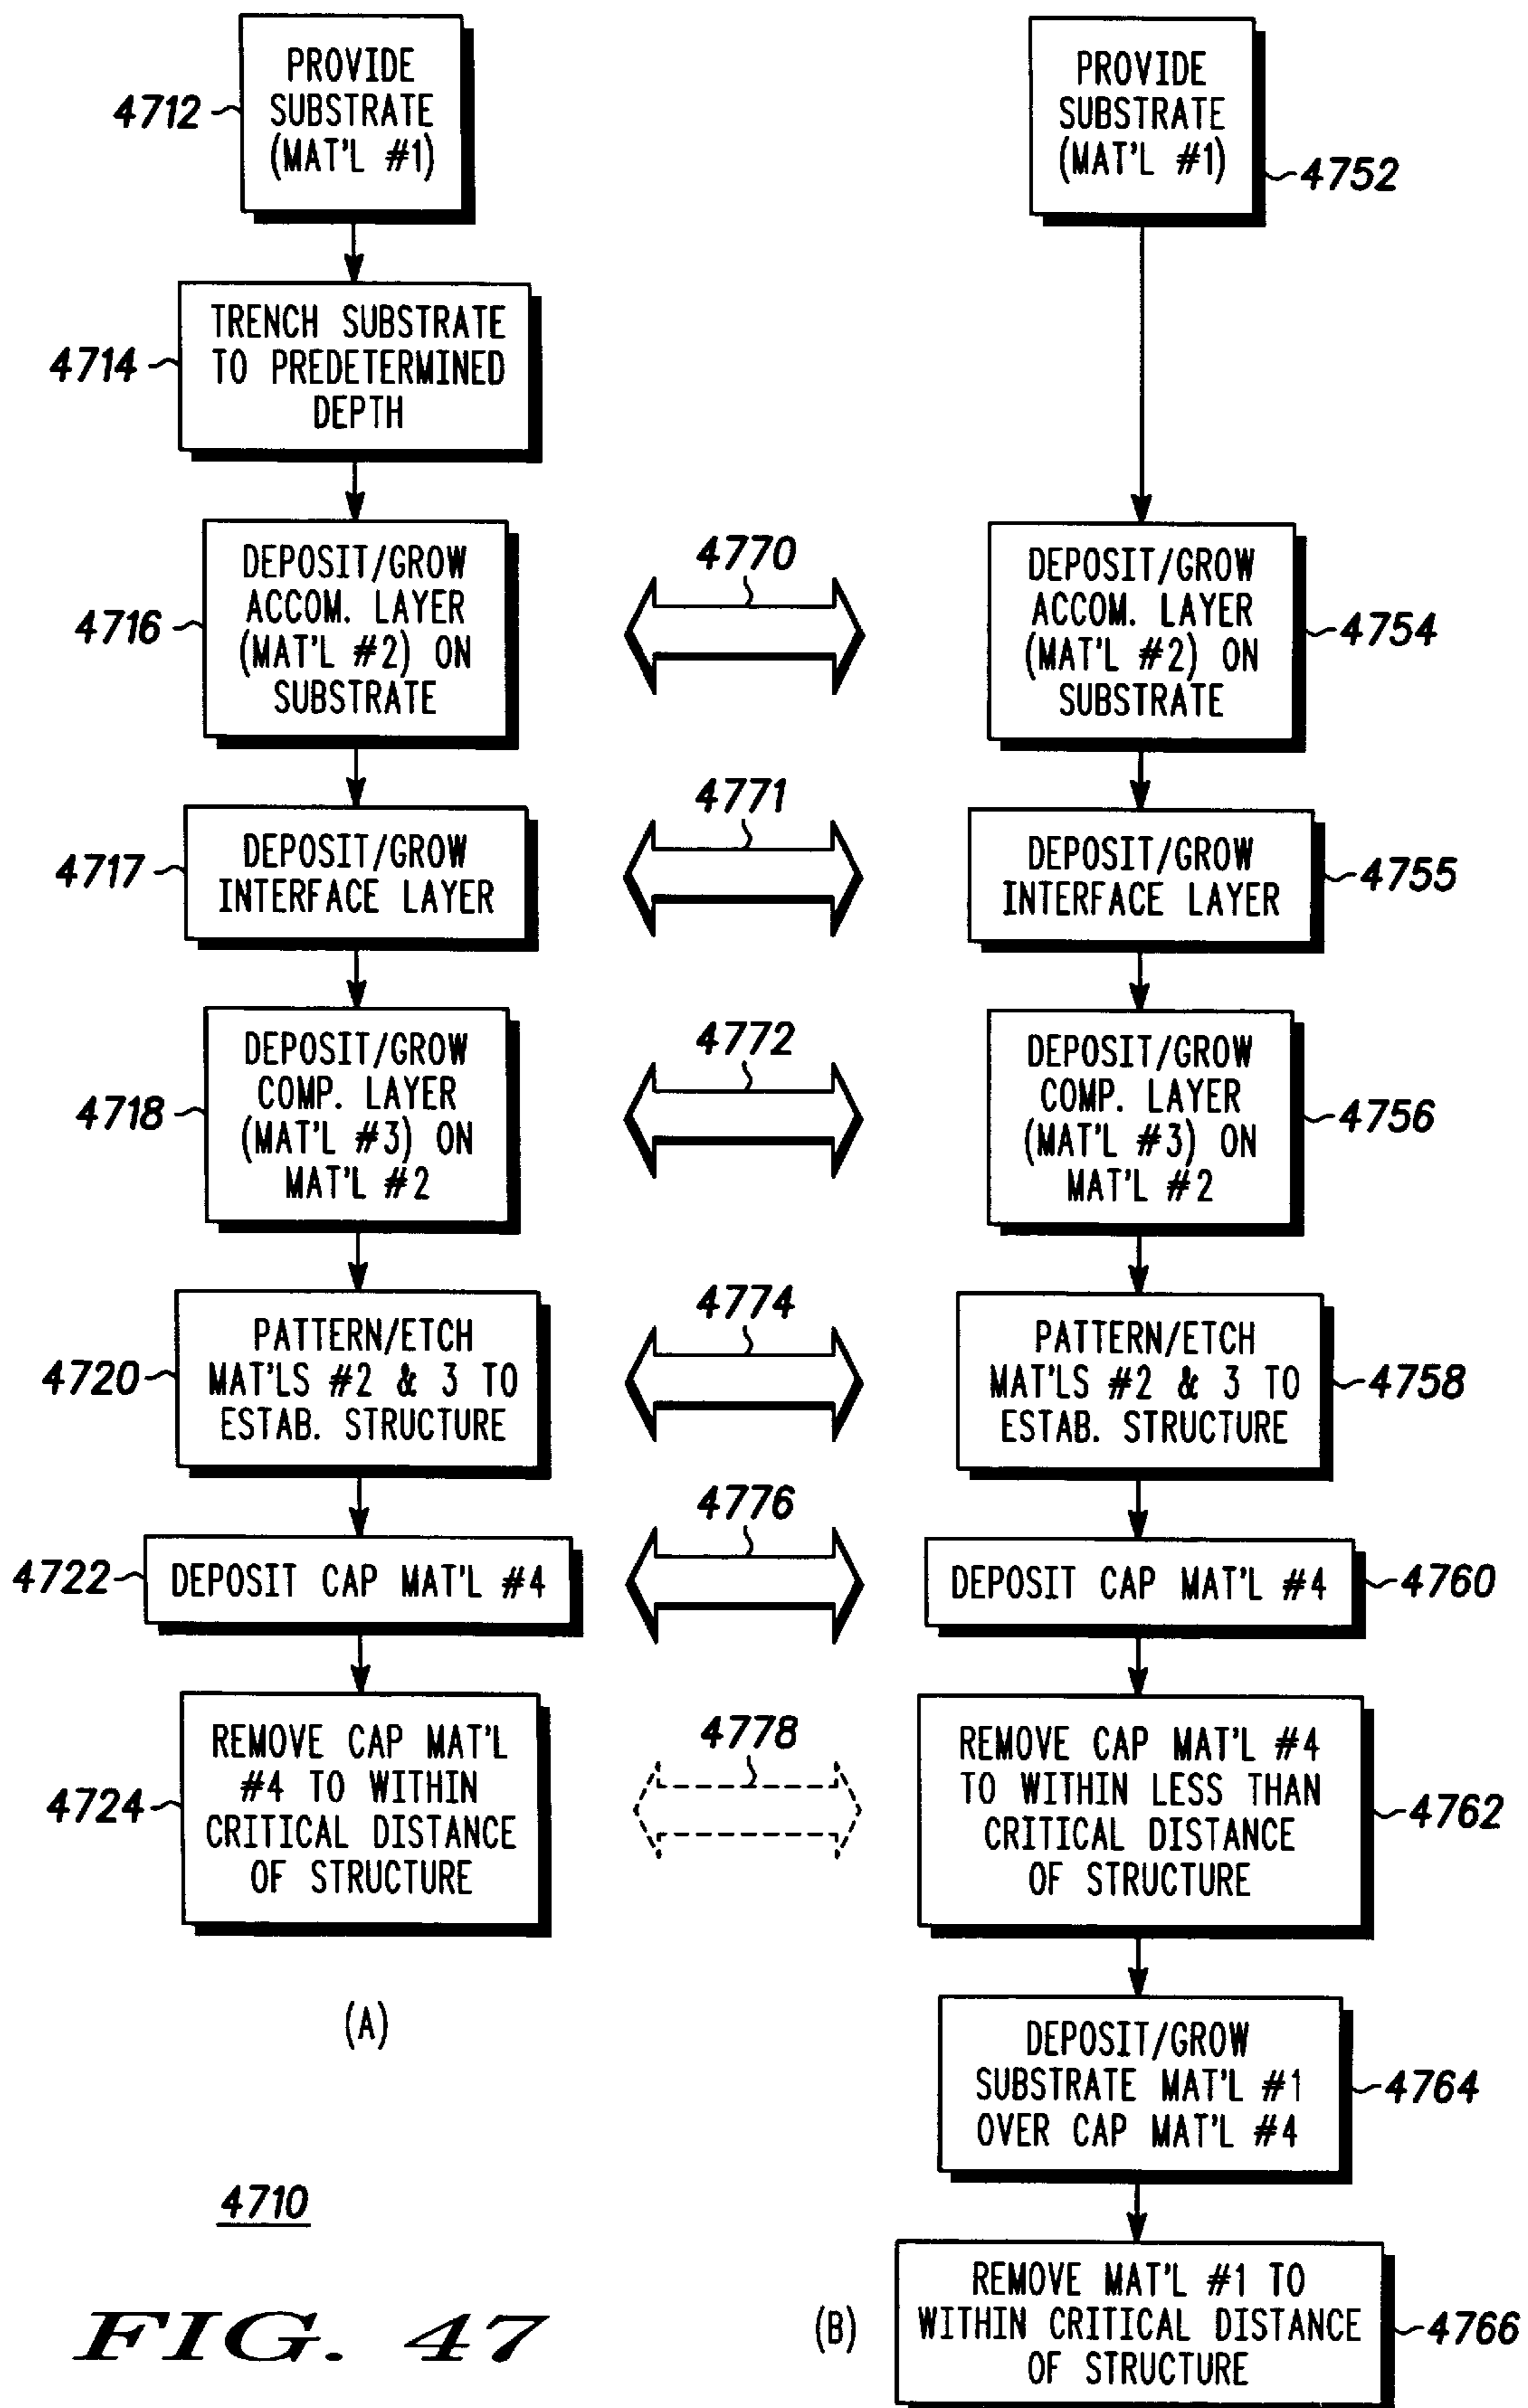 PROVIDE
SUBSTRATE
(MAT'L #1)
4712
TRENCH SUBSTRATE
TO PREDETERMINED
DEPTH
4714
DEPOSIT/GROW
ACCOM. LAYER
(MAT'L #2) ON
SUBSTRATE
4716
DEPOSIT/GROW
INTERFACE LAYER
4717
DEPOSIT/GROW
COMP. LAYER
(MAT'L #3) ON
MAT'L #2
4718
PATTERN/ETCH
MAT'LS #2 & 3 TO
ESTAB. STRUCTURE
4720
DEPOSIT CAP MAT'L #4
4722
REMOVE CAP MAT'L
#4 TO WITHIN
CRITICAL DISTANCE
OF STRUCTURE
4724
(A)
4770
4771
4772
4774
4776
4778
PROVIDE
SUBSTRATE
(MAT'L #1)
4752
DEPOSIT/GROW
ACCOM. LAYER
(MAT'L #2) ON
SUBSTRATE
4754
DEPOSIT/GROW
INTERFACE LAYER
4755
DEPOSIT/GROW
COMP. LAYER
(MAT'L #3) ON
MAT'L #2
4756
PATTERN/ETCH
MAT'LS #2 & 3 TO
ESTAB. STRUCTURE
4758
DEPOSIT CAP MAT'L #4
4760
REMOVE CAP MAT'L #4
TO WITHIN LESS THAN
CRITICAL DISTANCE
OF STRUCTURE
4762
DEPOSIT/GROW
SUBSTRATE MAT'L #1
OVER CAP MAT'L #4
4764
REMOVE MAT'L #1 TO
WITHIN CRITICAL DISTANCE
OF STRUCTURE
4766
(B)
4710
FIG. 47